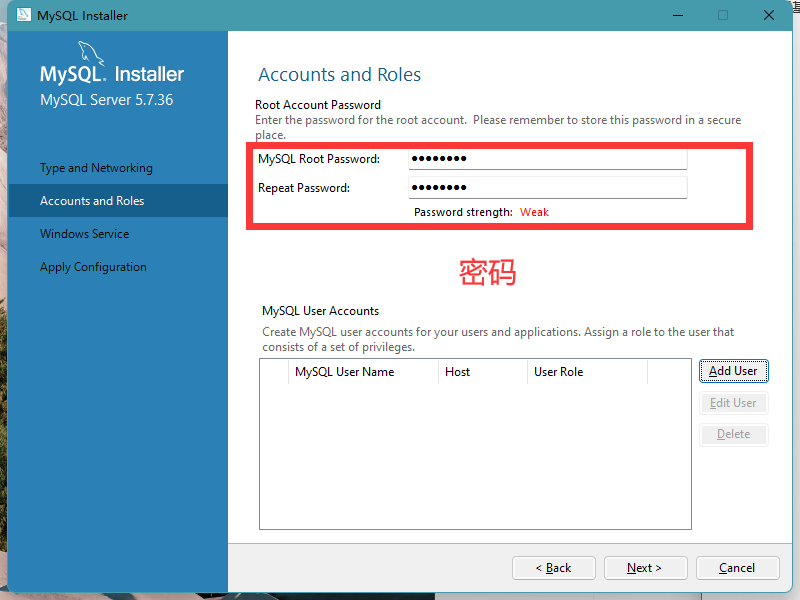 MySQL Installer
MySQL. Installer
MySQL Server 5.7.36
Type and Networking
Accounts and Roles
Windows Service
Apply Configuration
Accounts and Roles
Root Account Password
Enter the password for the root account. Please remember to store this password in a secure
place.
MySQL Root Password: ●●●●●●●●
Repeat Password: ●●●●●●●●
Password strength: Weak
密码
MySQL User Accounts
Create MySQL user accounts for your users and applications. Assign a role to the user that
consists of a set of privileges.
MySQL User Name Host User Role
Add User
Edit User
Delete
< Back Next > Cancel